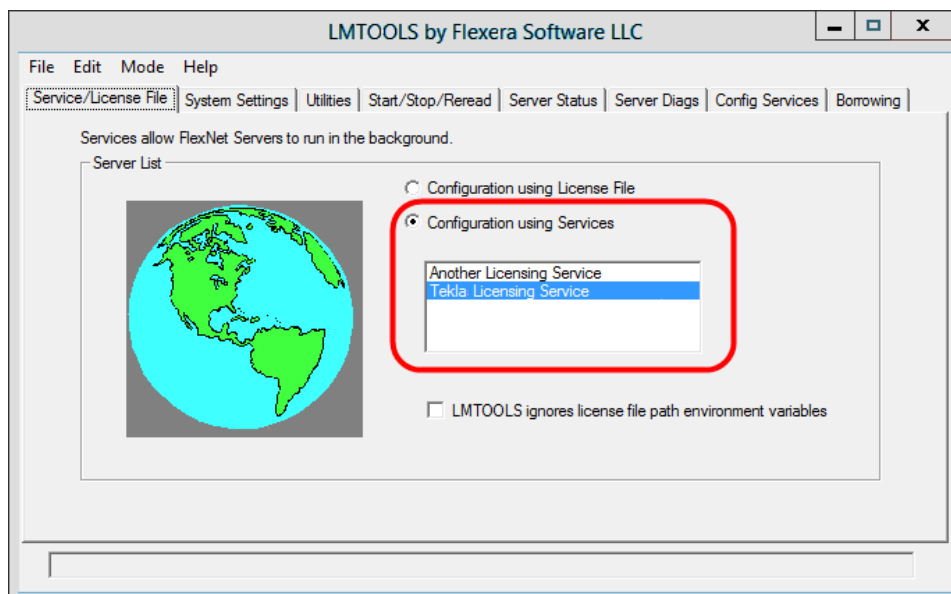 LMTOOLS by Flexera Software LLC
File Edit Mode Help
Service/License File System Settings Utilities Start/Stop/Reread Server Status Server Diags Config Services Borrowing
Services allow FlexNet Servers to run in the background.
Server List
Configuration using License File
Configuration using Services
Another Licensing Service
Tekla Licensing Service
LMTOOLS ignores license file path environment variables